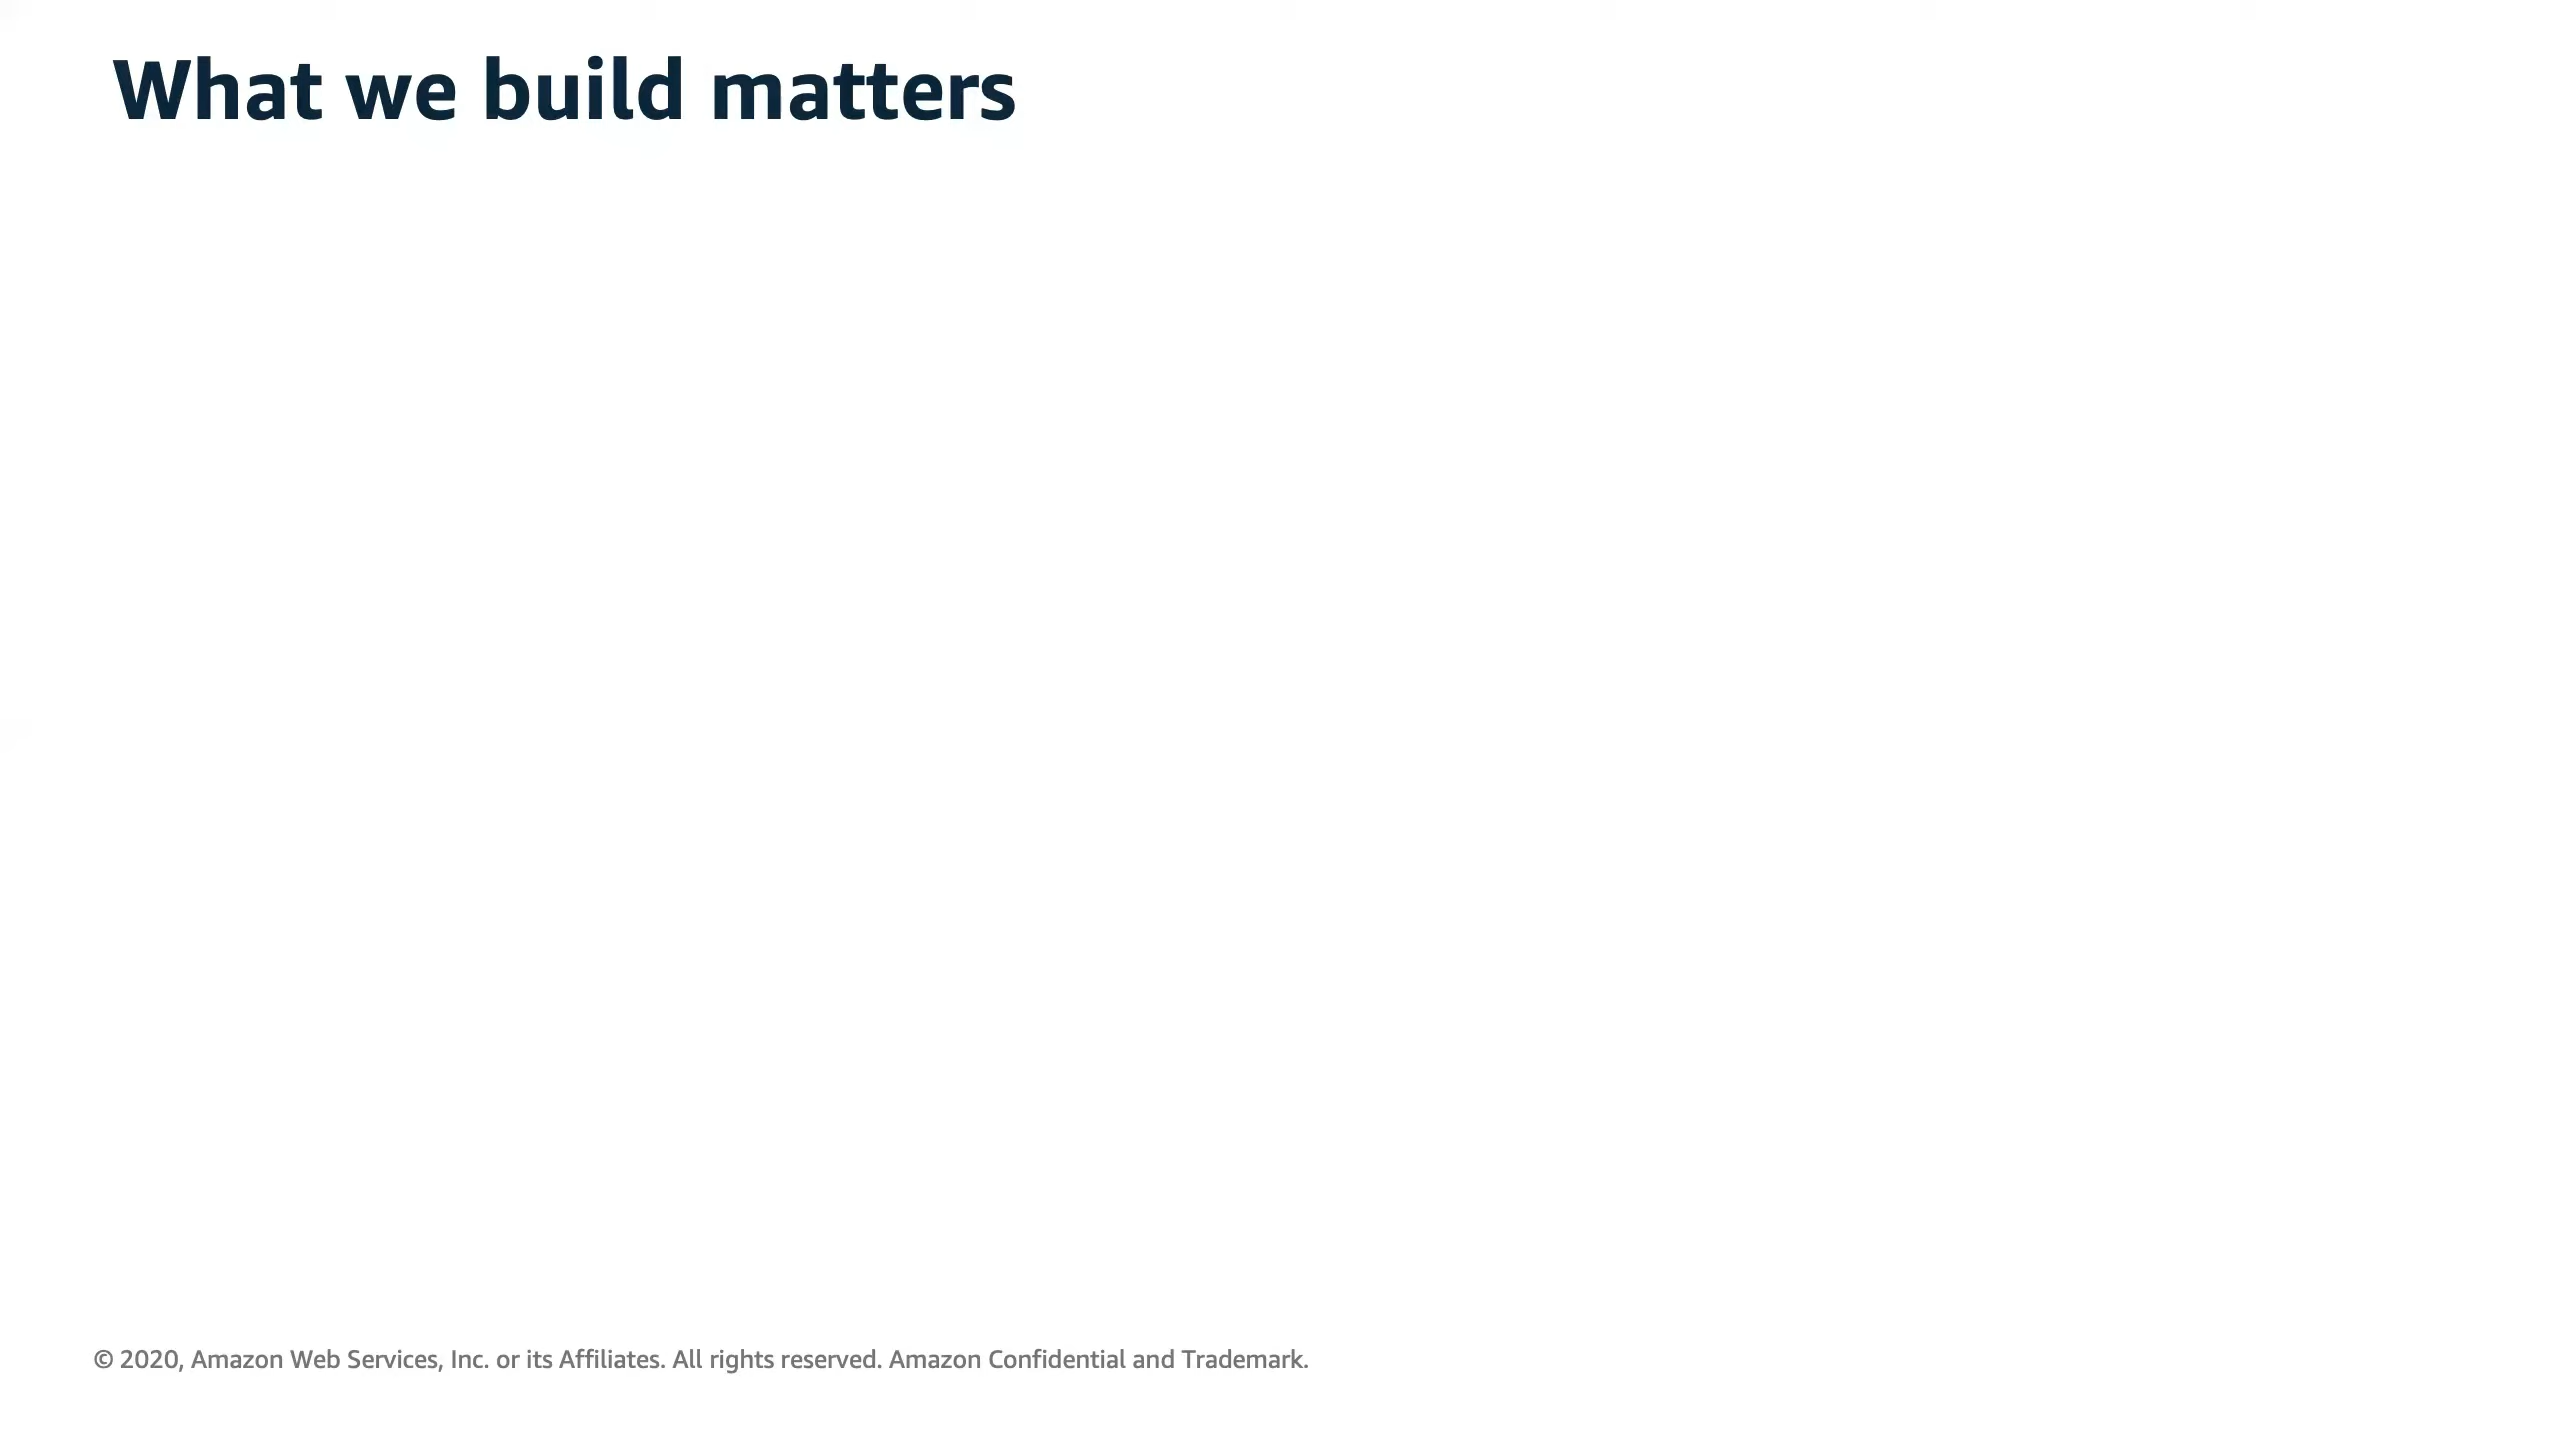 What we build matters
© 2020, Amazon Web Services, Inc. or its Affiliates. All rights reserved. Amazon Confidential and Trademark.